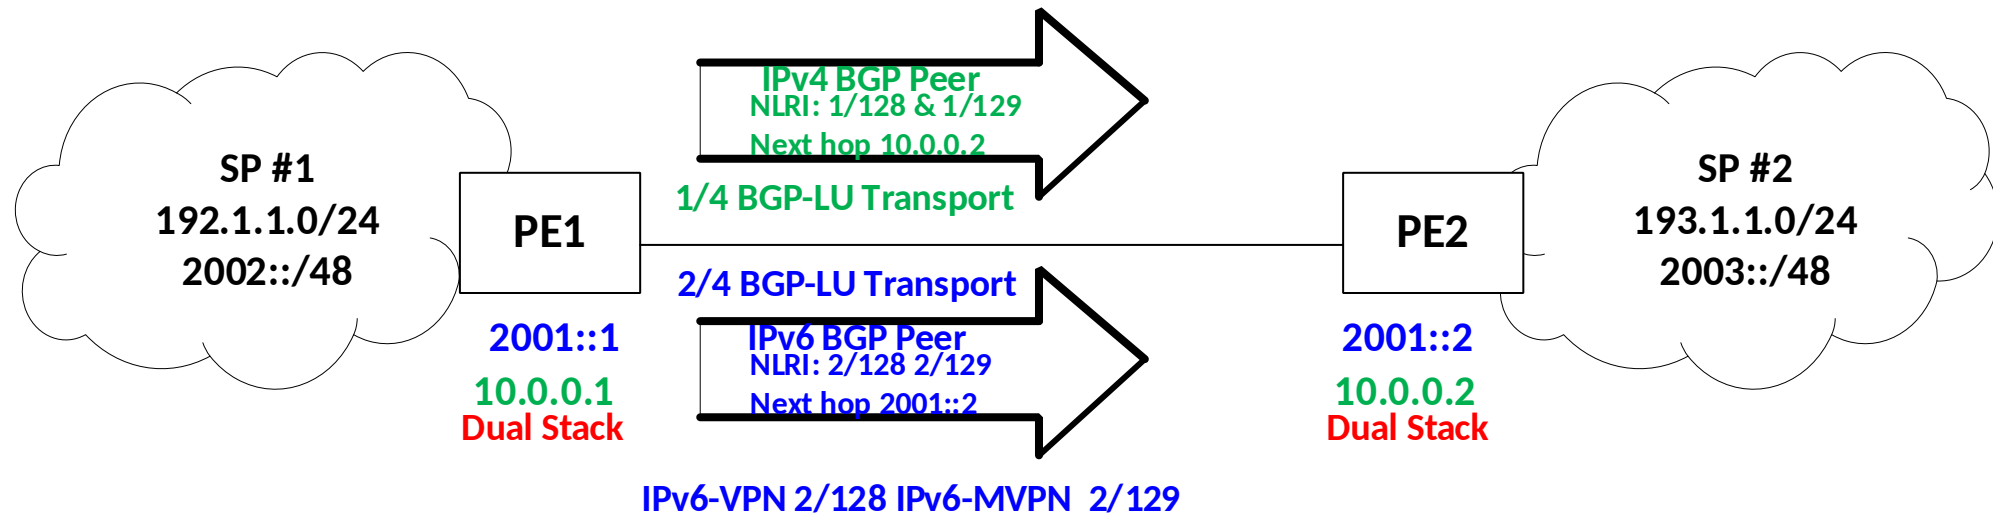 IPv4 BGP Peer
NLRI: 1/128 & 1/129
Next hop 10.0.0.2
1/4 BGP-LU Transport
SP #1
192.1.1.0/24
2002::/48
PE1
PE2
SP #2
193.1.1.0/24
2003::/48
2/4 BGP-LU Transport
IPv6 BGP Peer
NLRI: 2/128 2/129
Next hop 2001::2
2001::1
10.0.0.1
Dual Stack
2001::2
10.0.0.2
Dual Stack
IPv6-VPN 2/128 IPv6-MVPN  2/129